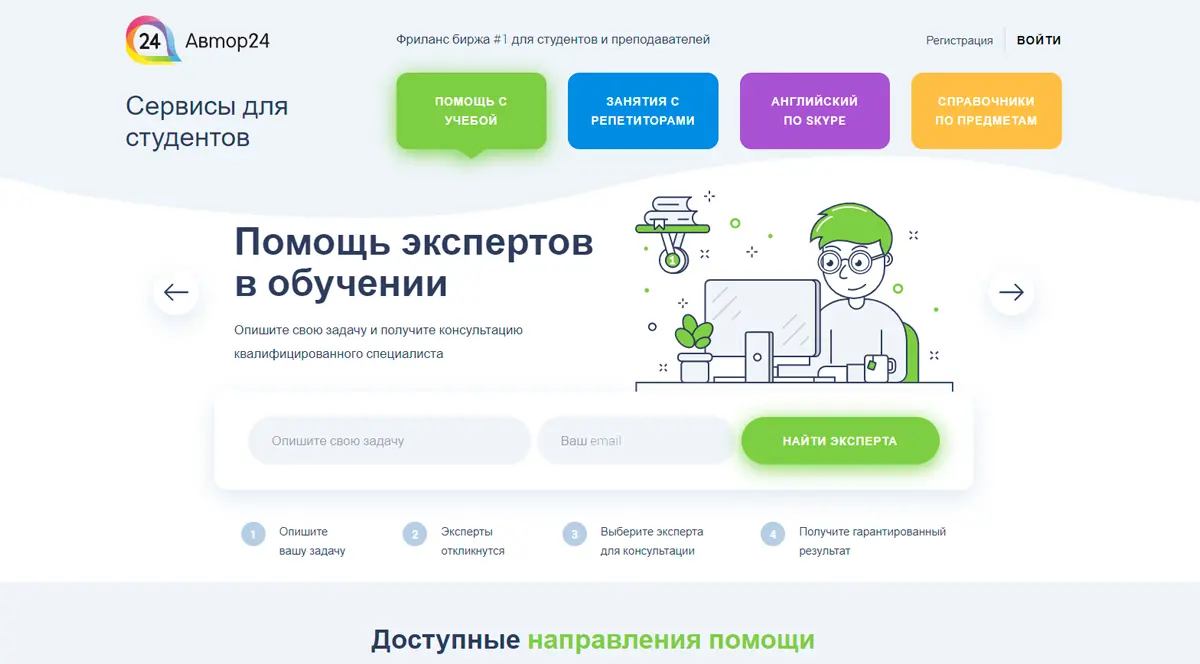 24 Автор24
Фриланс биржа #1 для студентов и преподавателей
Регистрация
ВОЙТИ
Сервисы для
студентов
ПОМОЩЬ С
УЧЕБОЙ
ЗАНЯТИЯ С
РЕПЕТИТОРАМИ
АНГЛИЙСКИЙ
ПО SKYPE
СПРАВОЧНИКИ
ПО ПРЕДМЕТАМ
Помощь экспертов
в обучении
Опишите свою задачу и получите консультацию
квалифицированного специалиста
1
Опишите свою задачу
Ваш email
НАЙТИ ЭКСПЕРТА
1
Опишите
вашу задачу
2
Эксперты
откликнутся
3
Выберите эксперта
для консультации
4
Получите гарантированный
результат
Доступные направления помощи